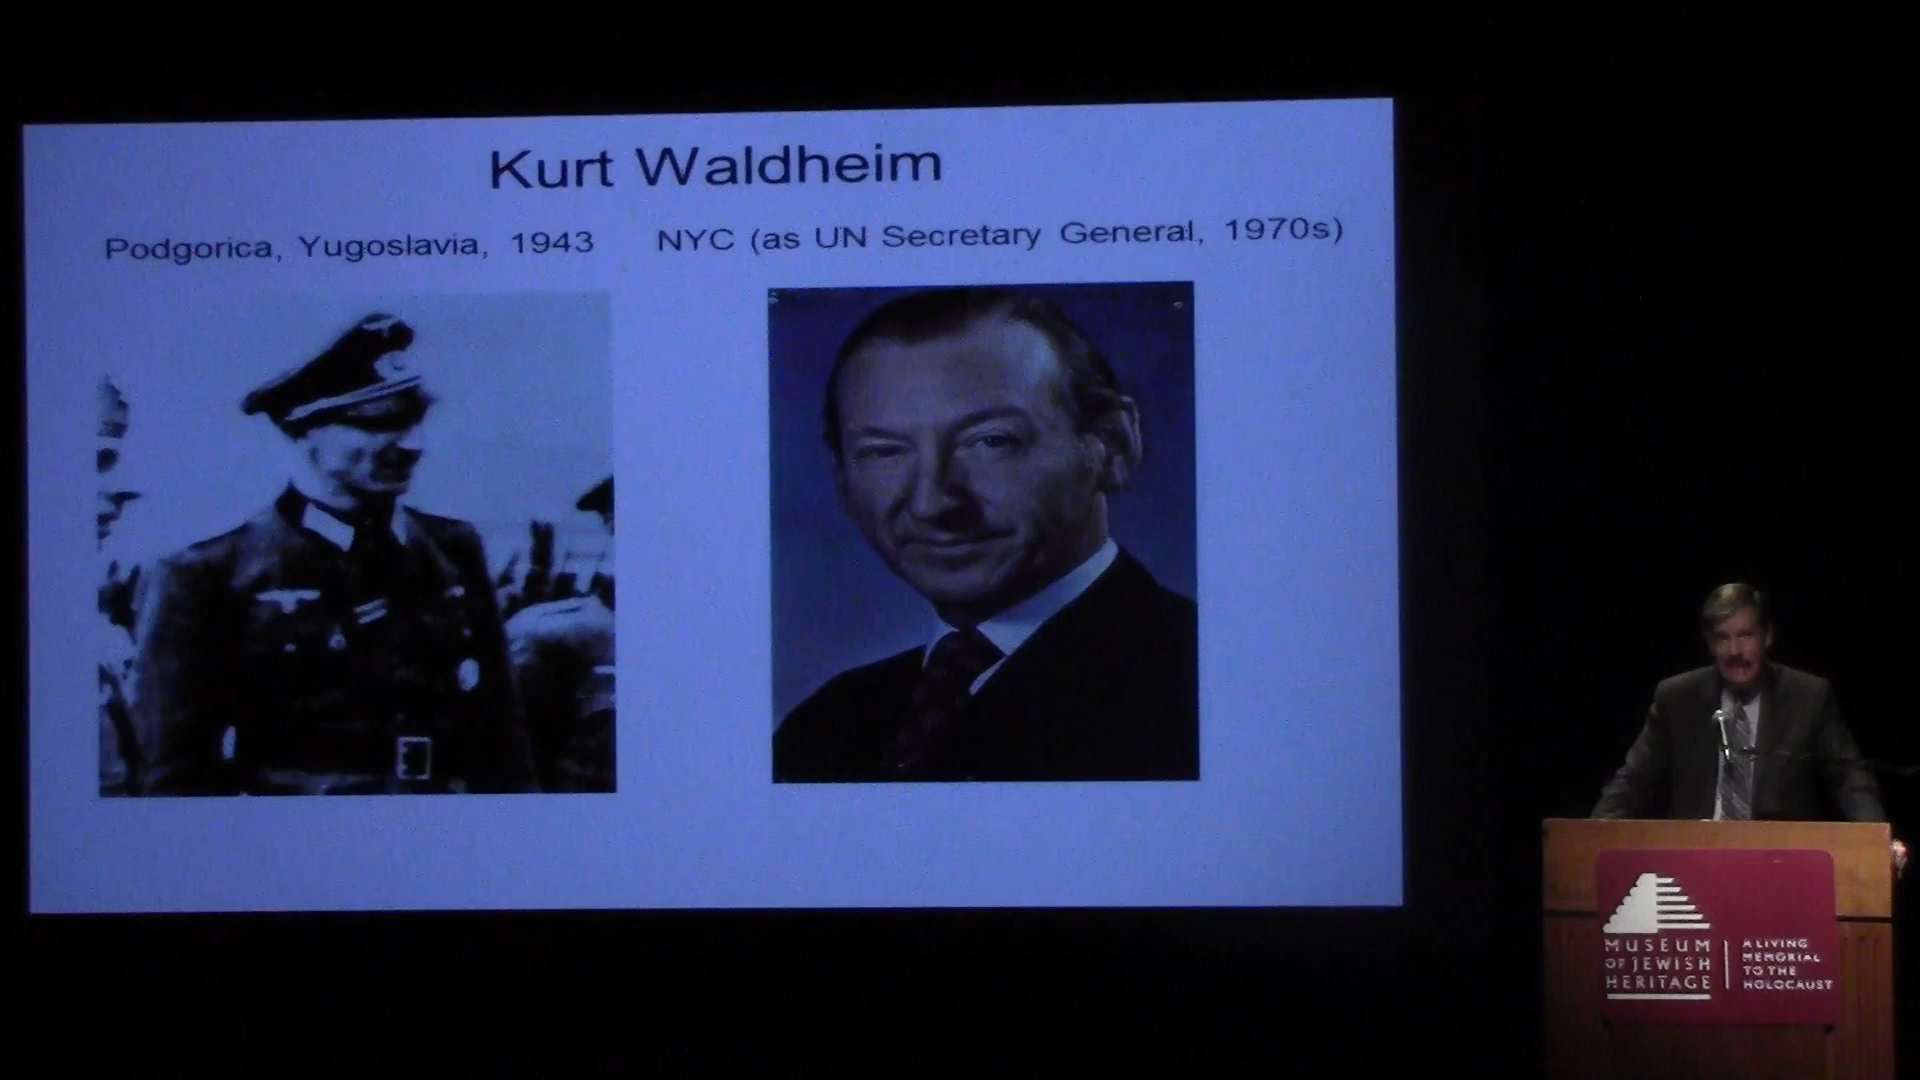 Kurt Waldheim
Podgorica, Yugoslavia, 1943
NYC (as UN Secretary General, 1970s)
MUSEUM
OF JEWISH
HERITAGE
A LIVING
MEMORIAL
TO THE
HOLOCAUST